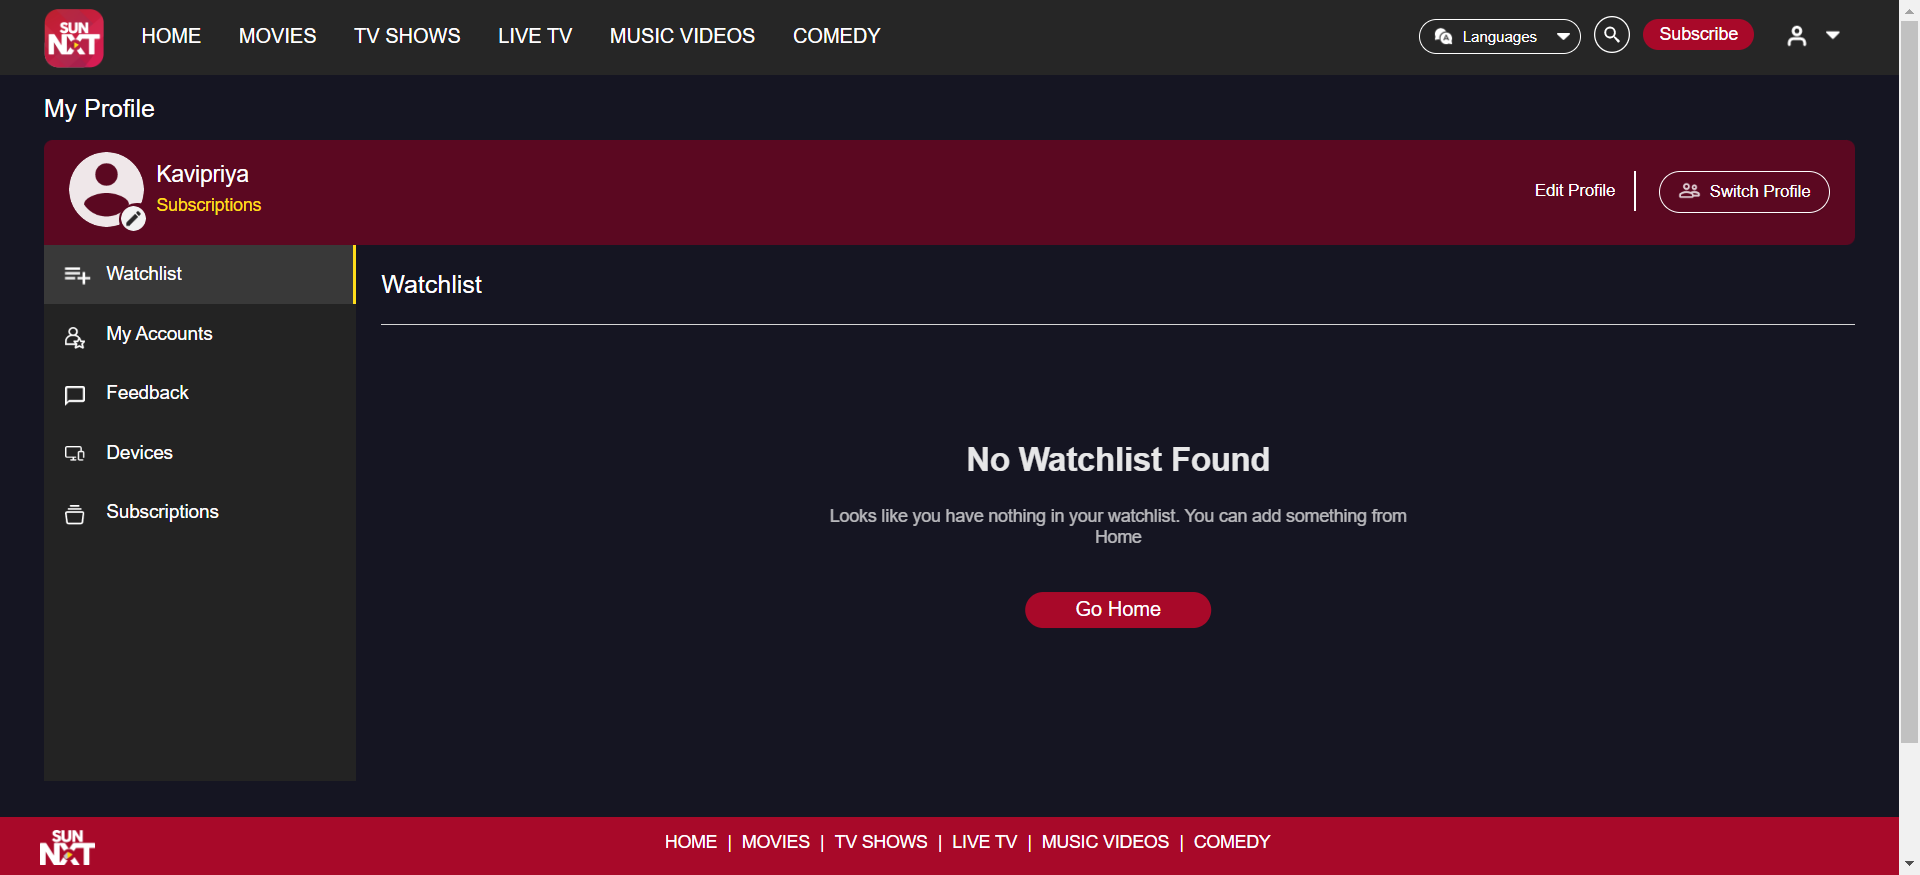 SUN
NXT
HOME MOVIES TV SHOWS LIVE TV MUSIC VIDEOS COMEDY Languages Subscribe
My Profile
Kavipriya
Subscriptions
Edit Profile Switch Profile
Watchlist
My Accounts
Feedback
Devices
Subscriptions
Watchlist
No Watchlist Found
Looks like you have nothing in your watchlist. You can add something from
Home
Go Home
SUN
NXT
HOME | MOVIES | TV SHOWS | LIVE TV | MUSIC VIDEOS | COMEDY